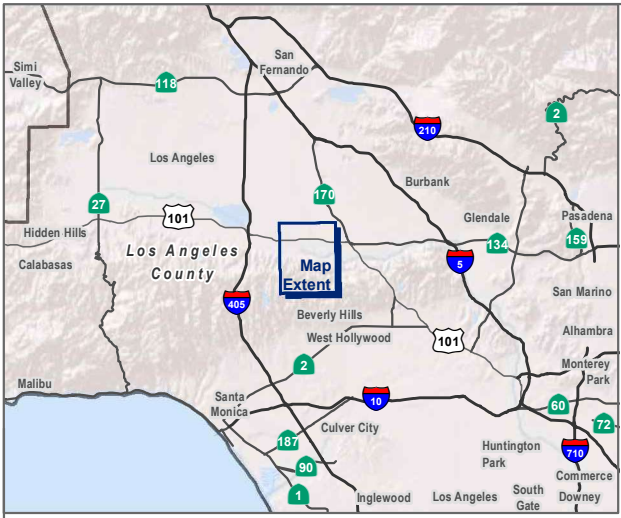 San
Fernando
Simi
Valley
118
2
210
Los Angeles
Burbank
170
27
101
Glendale
Pasadena
Hidden Hills
134
159
Los Angeles
County
Calabasas
Map
Extent
5
San Marino
405
Beverly Hills
West Hollywood
101
Alhambra
2
Monterey
Park
Malibu
Santa
Monica
10
60
72
Culver City
187
Huntington
Park
710
90
Commerce
1
Inglewood
Los Angeles
South
Gate
Downey